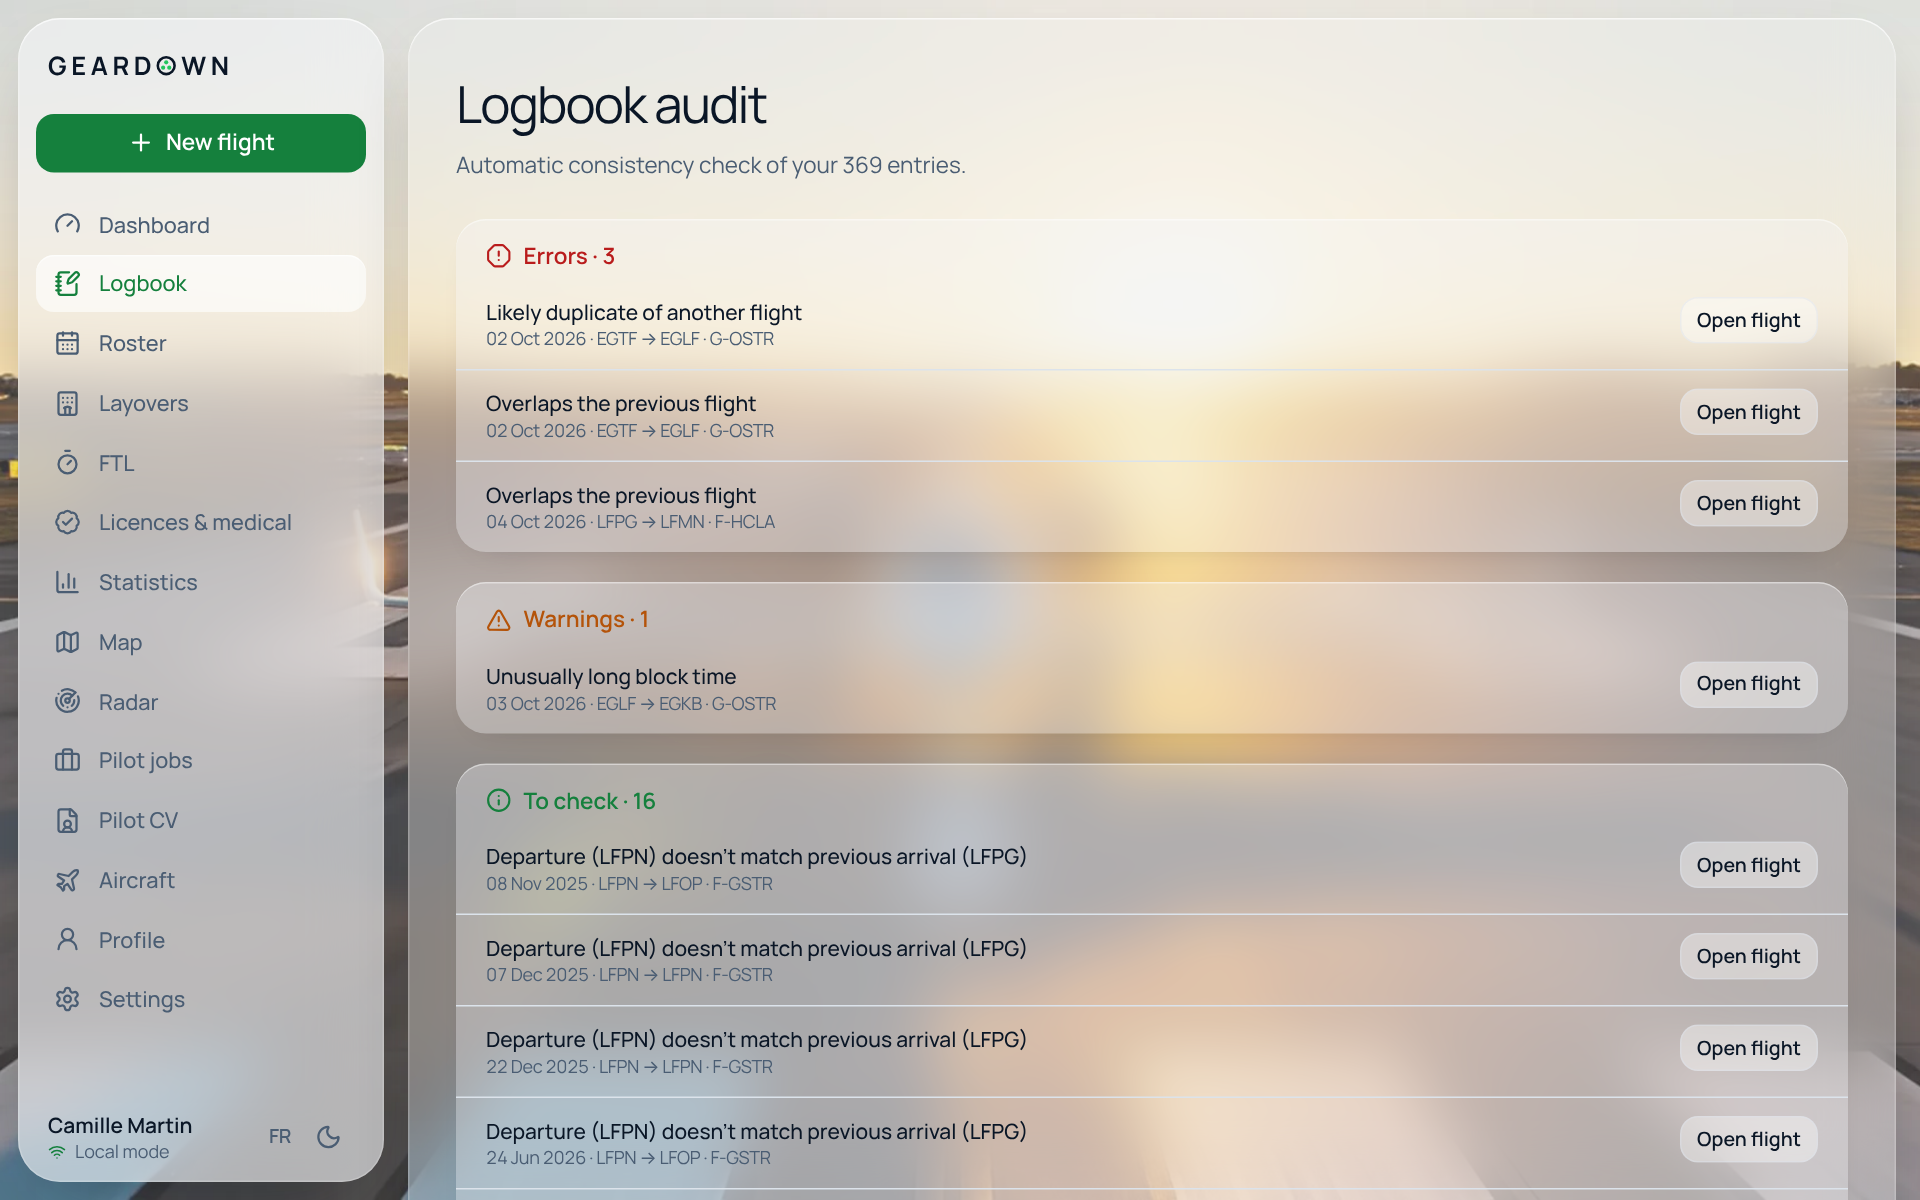 GEARDOWN
New flight
Dashboard
Logbook
Roster
Layovers
FTL
Licences & medical
Statistics
Map
Radar
Pilot jobs
Pilot CV
Aircraft
Profile
Settings
Camille Martin
Local mode
FR
Logbook audit
Automatic consistency check of your 369 entries.
Errors · 3
Likely duplicate of another flight
02 Oct 2026 · EGTF → EGLF · G-OSTR
Open flight
Overlaps the previous flight
02 Oct 2026 · EGTF → EGLF · G-OSTR
Open flight
Overlaps the previous flight
04 Oct 2026 · LFPG → LFMN · F-HCLA
Open flight
Warnings · 1
Unusually long block time
03 Oct 2026 · EGLF → EGKB · G-OSTR
Open flight
To check · 16
Departure (LFPN) doesn't match previous arrival (LFPG)
08 Nov 2025 · LFPN → LFOP · F-GSTR
Open flight
Departure (LFPN) doesn't match previous arrival (LFPG)
07 Dec 2025 · LFPN → LFPN · F-GSTR
Open flight
Departure (LFPN) doesn't match previous arrival (LFPG)
22 Dec 2025 · LFPN → LFPN · F-GSTR
Open flight
Departure (LFPN) doesn't match previous arrival (LFPG)
24 Jun 2026 · LFPN → LFOP · F-GSTR
Open flight